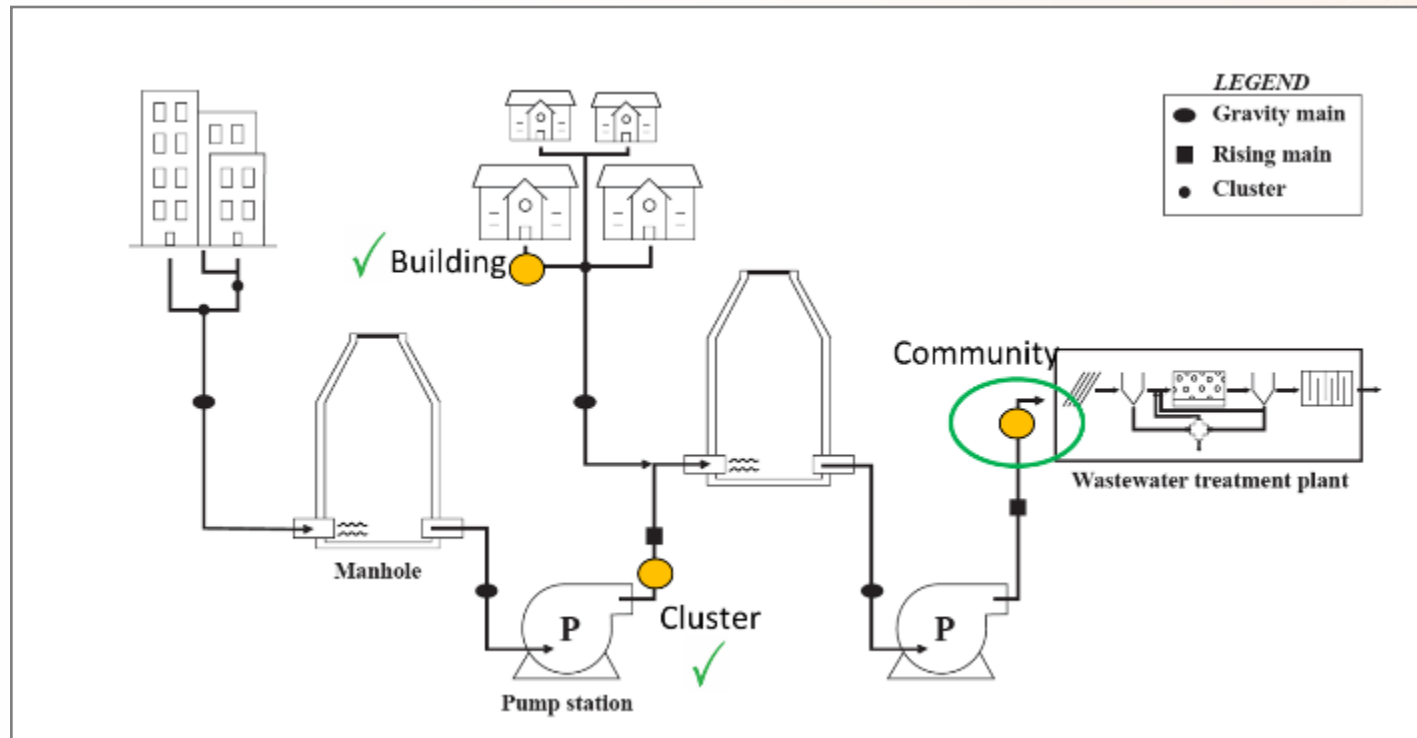 LEGEND
Gravity main
Rising main
Cluster
Building
Community
Wastewater treatment plant
Manhole
P
Cluster
P
Pump station